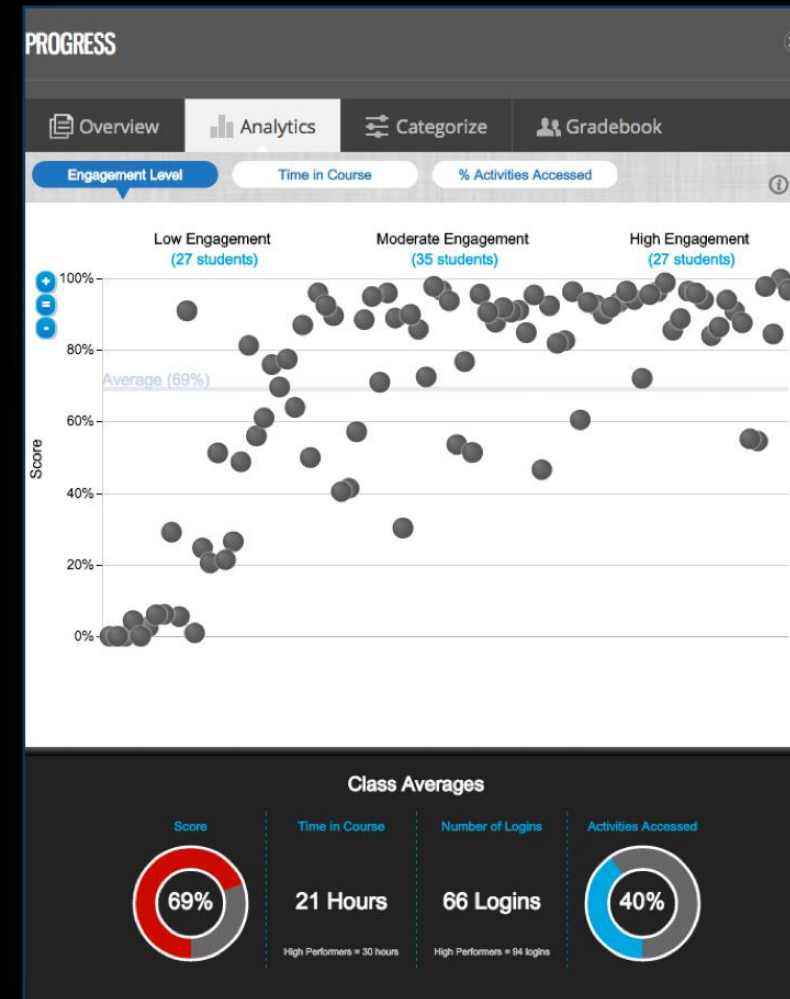 PROGRESS
Overview
Analytics
Categorize
Gradebook
Engagement Level
Time in Course
% Activities Accessed
i
Low Engagement
(27 students)
Moderate Engagement
(35 students)
High Engagement
(27 students)
+
=
-
100%
80%
Average (69%)
60%
Score
40%
20%
0%
Class Averages
Score
Time in Course
Number of Logins
Activities Accessed
69%
21 Hours
66 Logins
40%
High Performers = 30 hours
High Performers = 94 logins